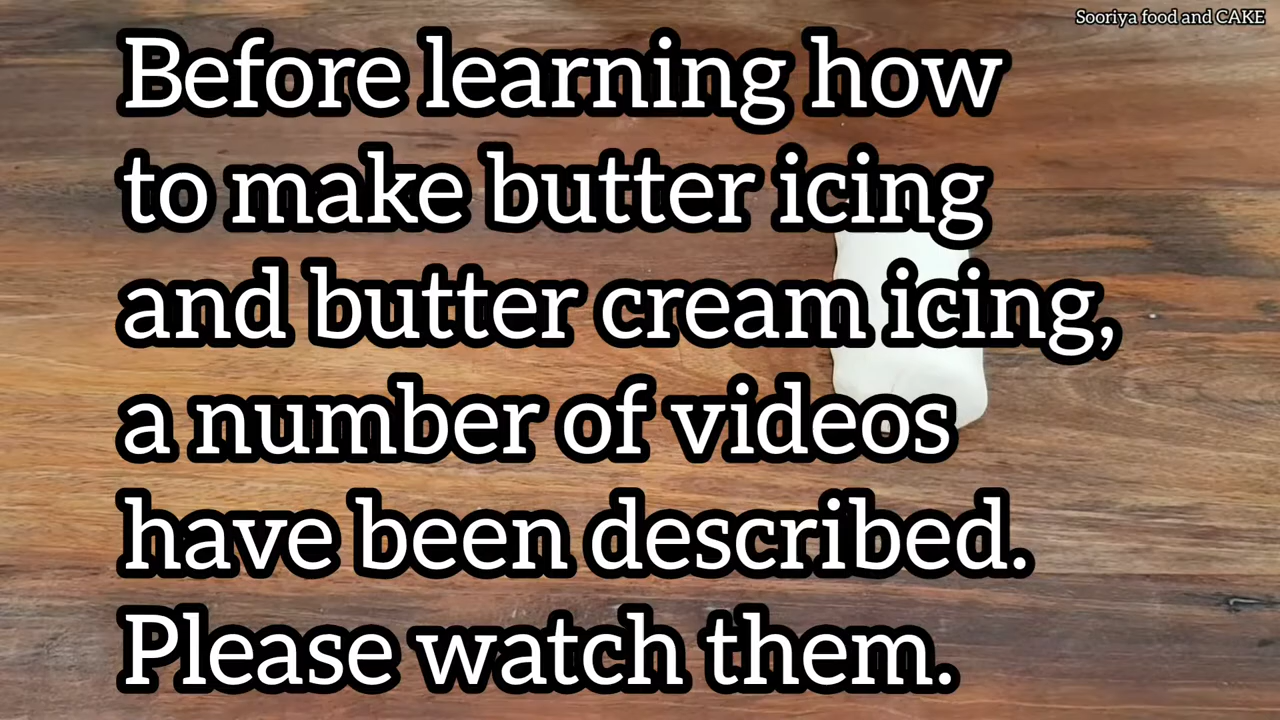 Sooriya food and CAKE
Before learning how
to make butter icing
and butter cream icing,
a number of videos
have been described.
Please watch them.